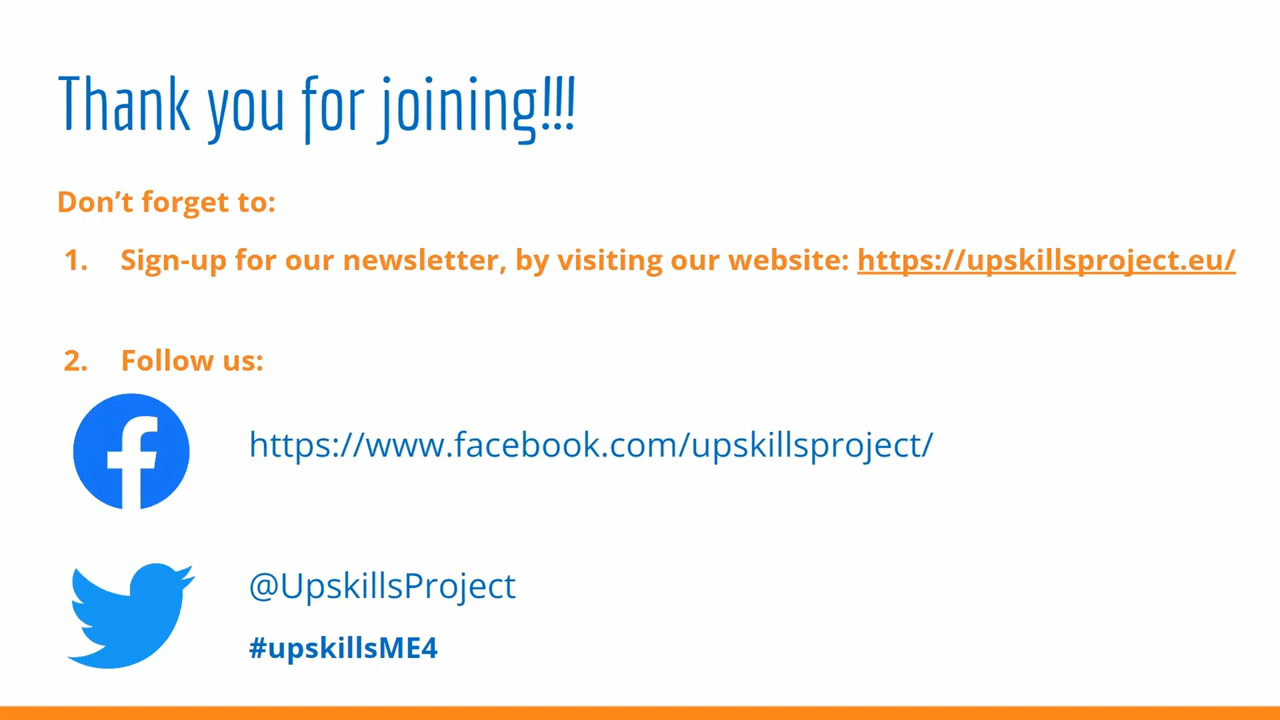 Thank you for joining!!!
Don’t forget to:
1. Sign-up for our newsletter, by visiting our website: https://upskillsproject.eu/
2. Follow us:
https://www.facebook.com/upskillsproject/
@UpskillsProject
#upskillsME4